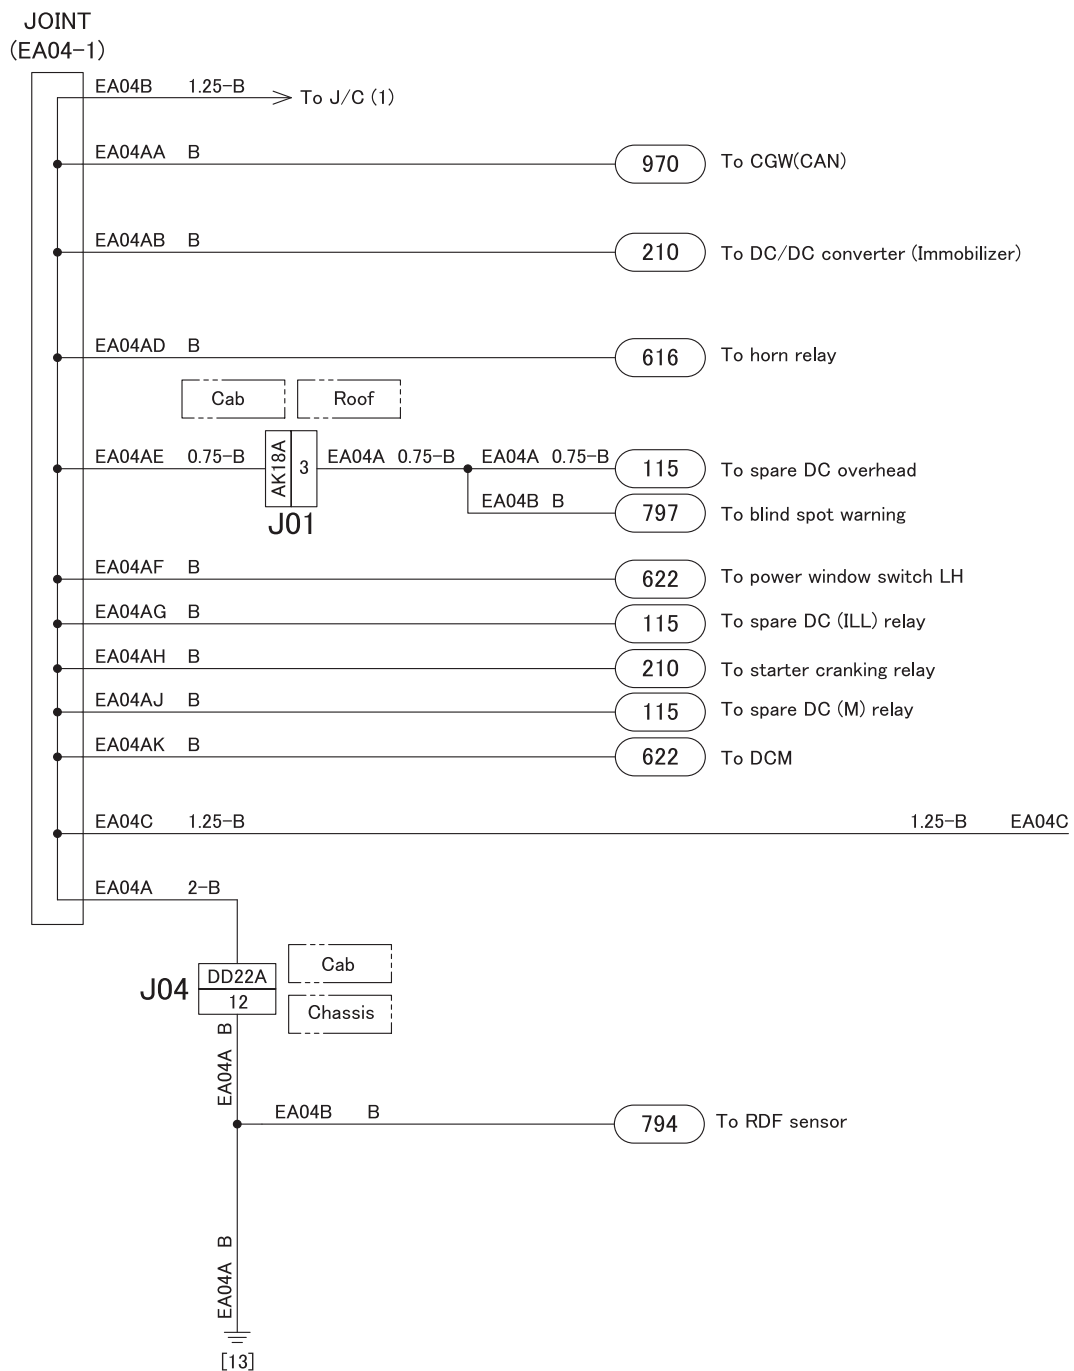 JOINT
(EA04-1)
EA04B 1.25-B To J/C (1)
EA04AA B 970 To CGW(CAN)
EA04AB B 210 To DC/DC converter (Immobilizer)
EA04AD B 616 To horn relay
Cab Roof
EA04AE 0.75-B AK18A 3 EA04A 0.75-B EA04A 0.75-B 115 To spare DC overhead
EA04B B 797 To blind spot warning
J01
EA04AF B 622 To power window switch LH
EA04AG B 115 To spare DC (ILL) relay
EA04AH B 210 To starter cranking relay
EA04AJ B 115 To spare DC (M) relay
EA04AK B 622 To DCM
EA04C 1.25-B 1.25-B EA04C
EA04A 2-B
J04 DD22A Cab
12 Chassis
EA04A B
EA04B B 794 To RDF sensor
EA04A B
[13]